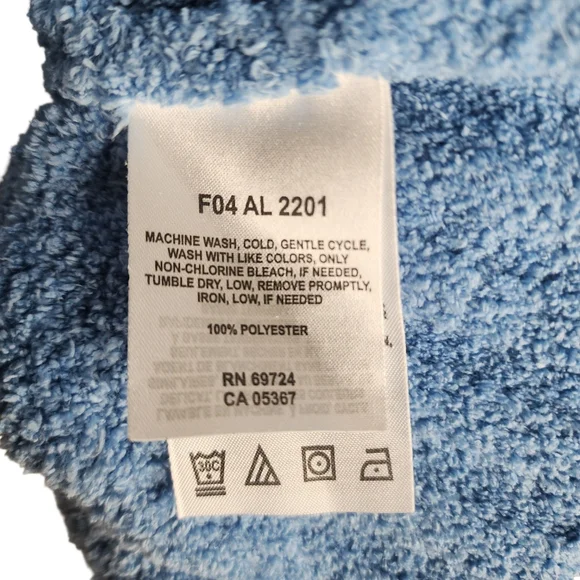 F04 AL 2201
MACHINE WASH, COLD, GENTLE CYCLE,
WASH WITH LIKE COLORS, ONLY
NON-CHLORINE BLEACH, IF NEEDED,
TUMBLE DRY, LOW, REMOVE PROMPTLY,
IRON, LOW, IF NEEDED
100% POLYESTER
RN 69724
CA 05367
30C